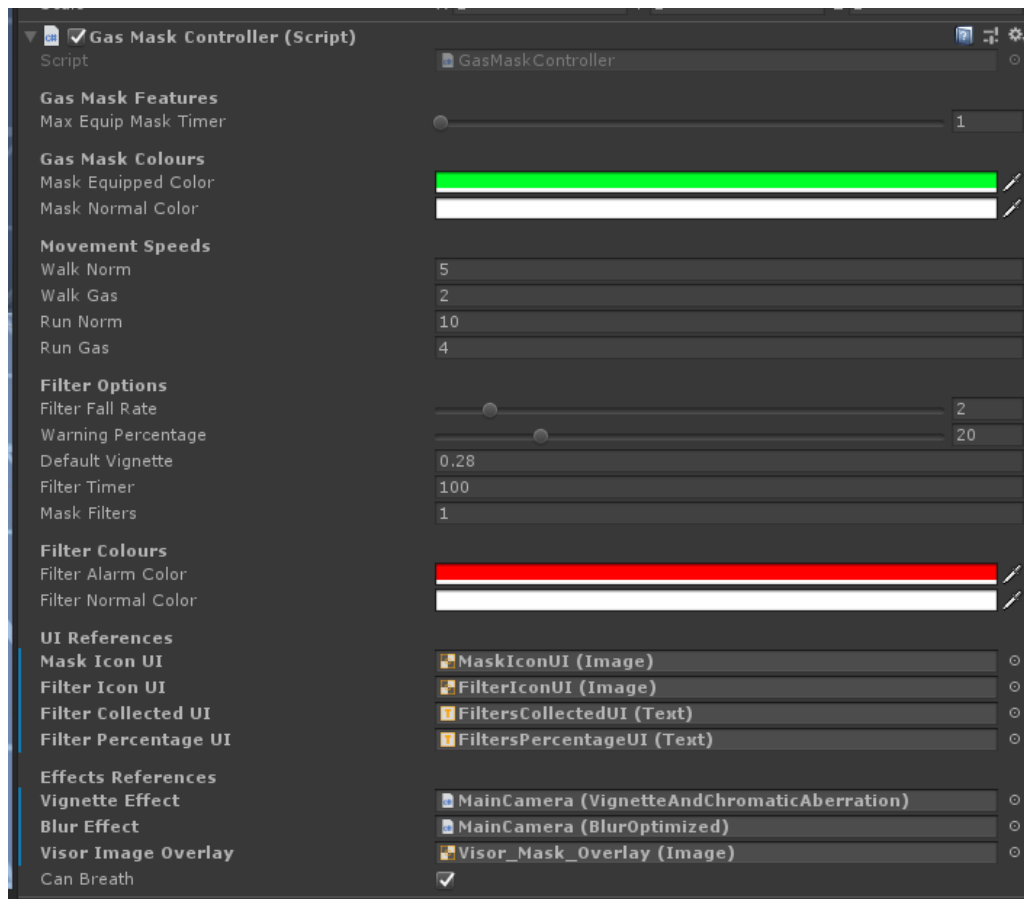 Gas Mask Controller (Script)
Script GasMaskController
Gas Mask Features
Max Equip Mask Timer 1
Gas Mask Colours
Mask Equipped Color
Mask Normal Color
Movement Speeds
Walk Norm 5
Walk Gas 2
Run Norm 10
Run Gas 4
Filter Options
Filter Fall Rate 2
Warning Percentage 20
Default Vignette 0.28
Filter Timer 100
Mask Filters 1
Filter Colours
Filter Alarm Color
Filter Normal Color
UI References
Mask Icon UI MaskIconUI (Image)
Filter Icon UI FilterIconUI (Image)
Filter Collected UI FiltersCollectedUI (Text)
Filter Percentage UI FiltersPercentageUI (Text)
Effects References
Vignette Effect MainCamera (VignetteAndChromaticAberration)
Blur Effect MainCamera (BlurOptimized)
Visor Image Overlay Visor_Mask_Overlay (Image)
Can Breath